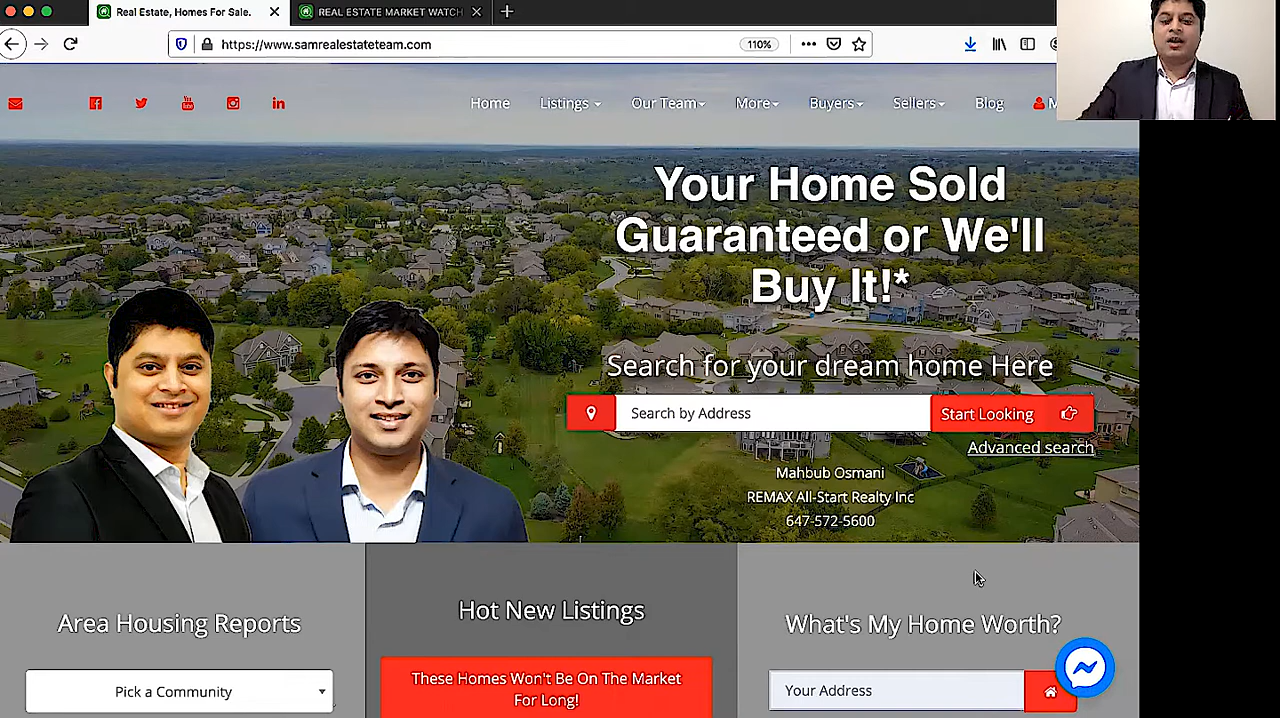 Real Estate, Homes For Sale.
REAL ESTATE MARKET WATCH
https://www.samrealestateteam.com
110%
Home Listings Our Team More Buyers Sellers Blog M
Your Home Sold
Guaranteed or We'll
Buy It!*
Search for your dream home Here
Search by Address
Start Looking
Advanced search
Mahbub Osmani
REMAX All-Start Realty Inc
647-572-5600
Area Housing Reports
Pick a Community
Hot New Listings
These Homes Won't Be On The Market
For Long!
What's My Home Worth?
Your Address